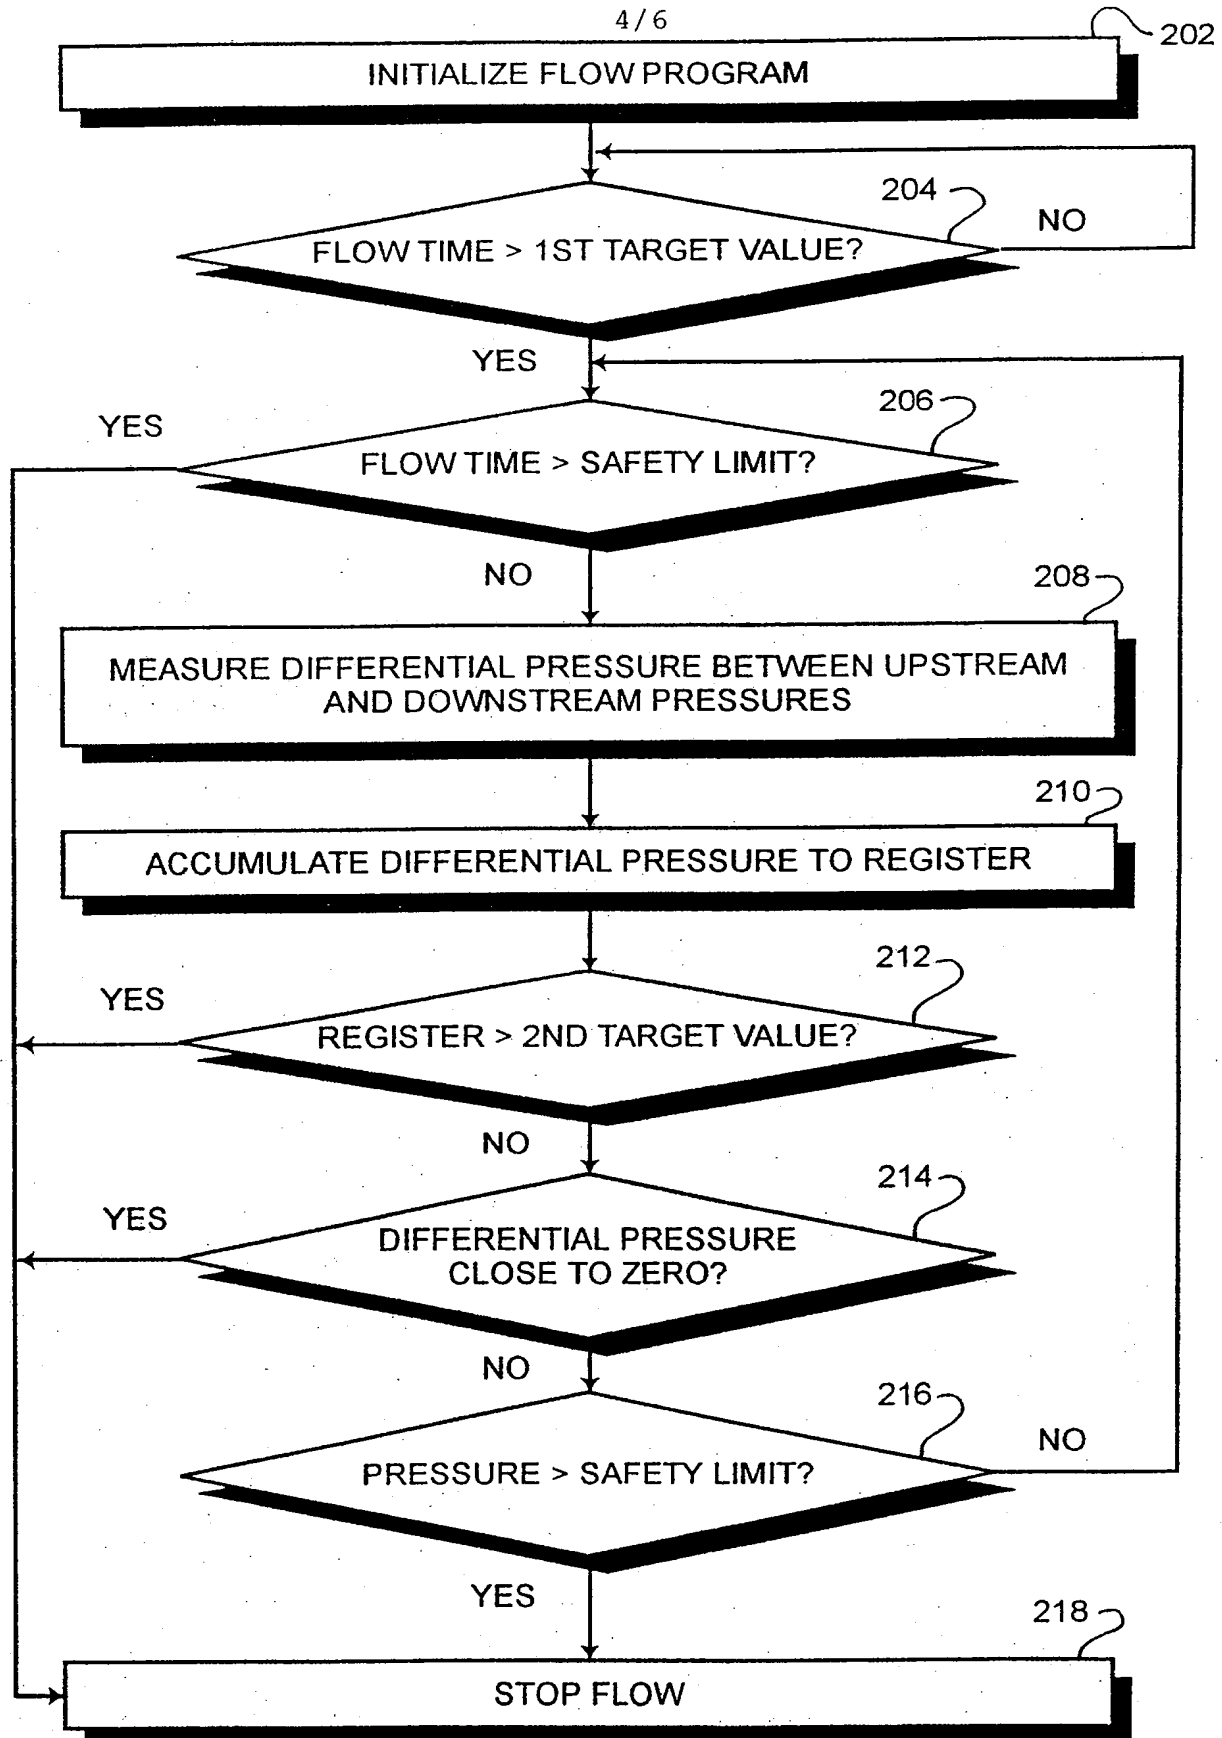 4/6
202
INITIALIZE FLOW PROGRAM
204
NO
FLOW TIME > 1ST TARGET VALUE?
YES
206
YES
FLOW TIME > SAFETY LIMIT?
NO
208
MEASURE DIFFERENTIAL PRESSURE BETWEEN UPSTREAM
AND DOWNSTREAM PRESSURES
210
ACCUMULATE DIFFERENTIAL PRESSURE TO REGISTER
212
YES
REGISTER > 2ND TARGET VALUE?
NO
214
YES
DIFFERENTIAL PRESSURE
CLOSE TO ZERO?
NO
216
NO
PRESSURE > SAFETY LIMIT?
YES
218
STOP FLOW